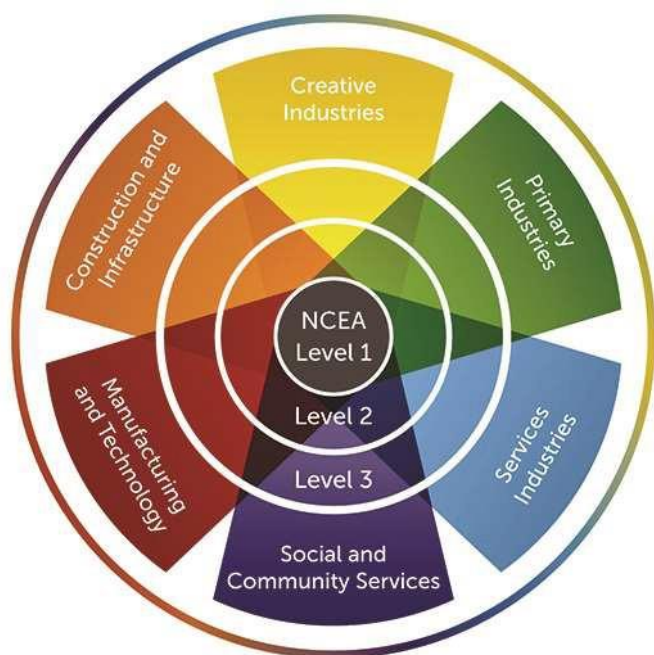 Creative
Industries
Primary
Industries
Services
Industries
Social and
Community Services
Manufacturing
and Technology
Construction and
Infrastructure
NCEA
Level 1
Level 2
Level 3